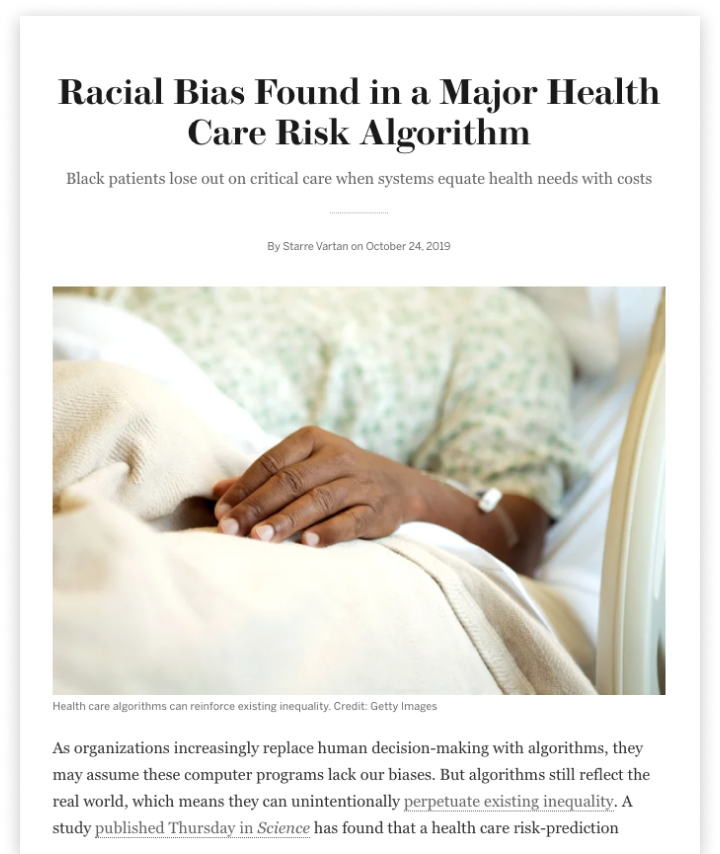 Racial Bias Found in a Major Health
Care Risk Algorithm
Black patients lose out on critical care when systems equate health needs with costs
By Starre Vartan on October 24, 2019
Health care algorithms can reinforce existing inequality. Credit: Getty Images
As organizations increasingly replace human decision-making with algorithms, they
may assume these computer programs lack our biases. But algorithms still reflect the
real world, which means they can unintentionally perpetuate existing inequality. A
study published Thursday in Science has found that a health care risk-prediction